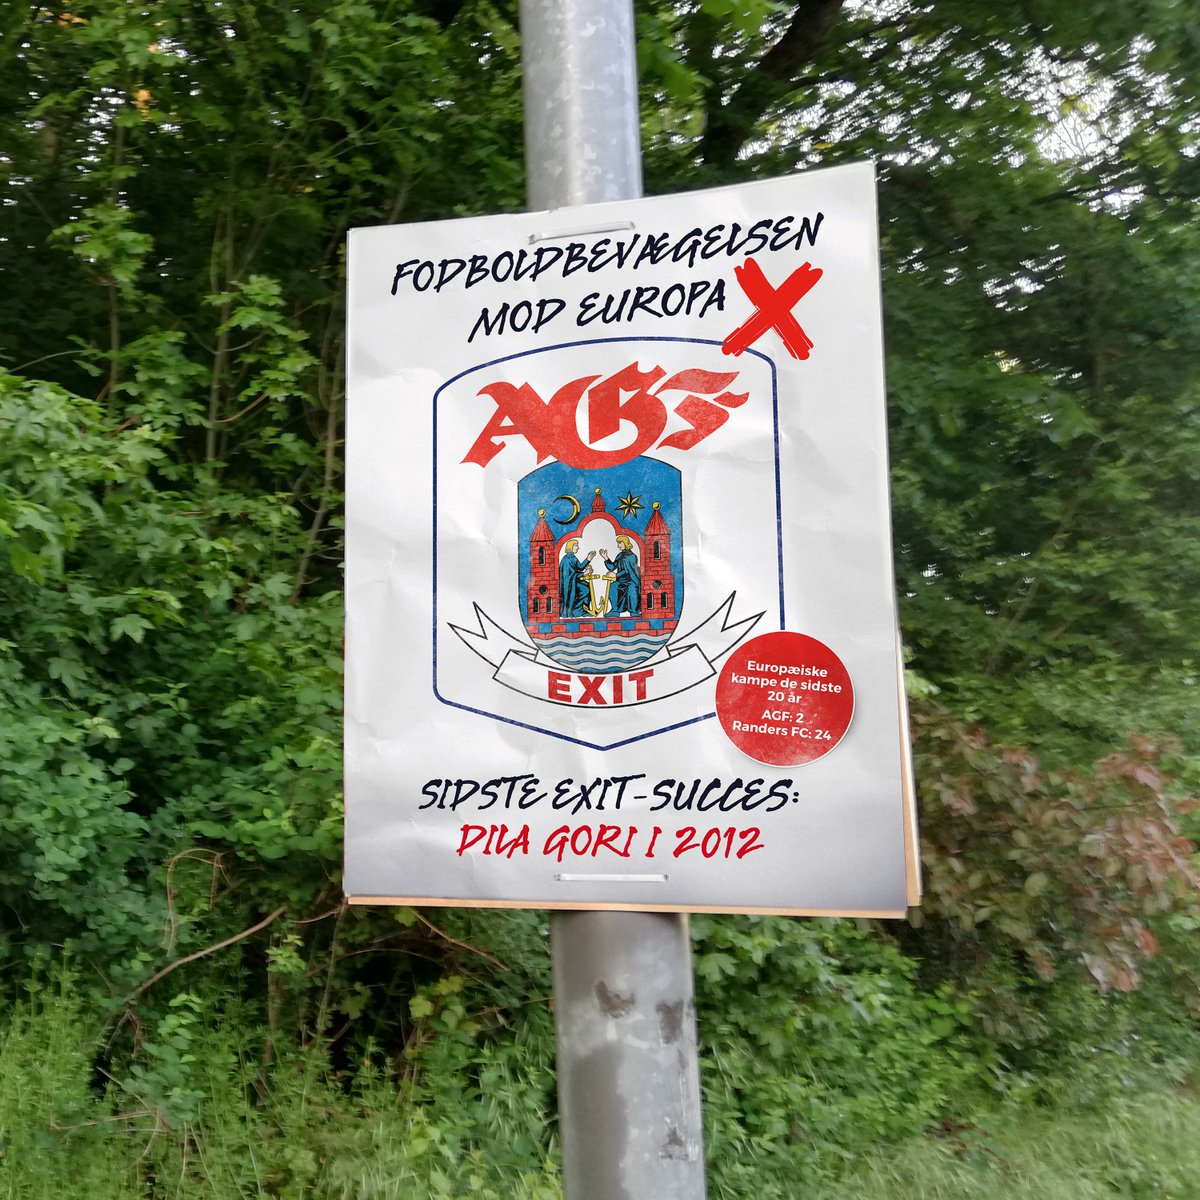 FODBOLDBEVÆGELSEN
MOD EUROPA X
AGF
EXIT
Europæiske
kampe de sidste
20 år
AGF: 2
Randers FC: 24
SIDSTE EXIT-SUCCES:
DILA GORI I 2012